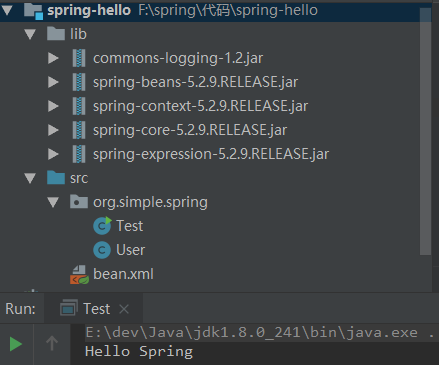 spring-hello F:\spring\代码\spring-hello
lib
commons-logging-1.2.jar
spring-beans-5.2.9.RELEASE.jar
spring-context-5.2.9.RELEASE.jar
spring-core-5.2.9.RELEASE.jar
spring-expression-5.2.9.RELEASE.jar
src
org.simple.spring
Test
User
bean.xml
Run: Test
E:\dev\Java\jdk1.8.0_241\bin\java.exe .
Hello Spring